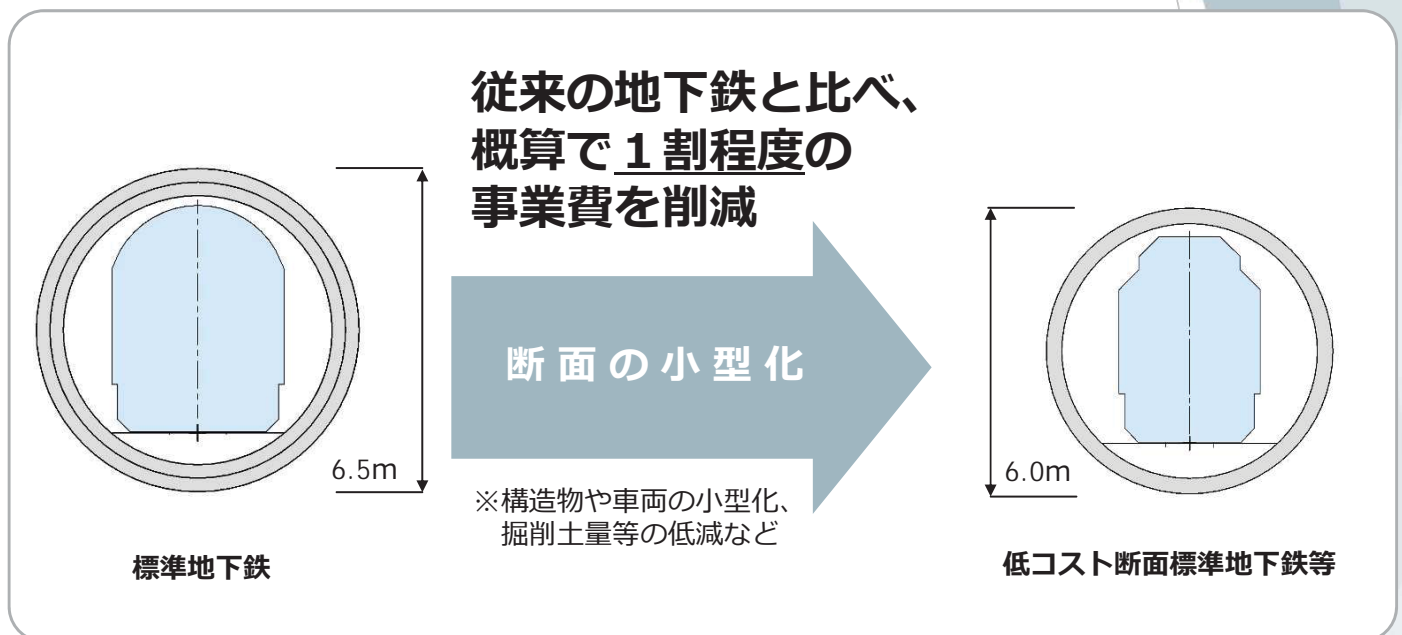 従来の地下鉄と比べ、
概算で１割程度の
事業費を削減
断面の小型化
※構造物や車両の小型化、
掘削土量等の低減など
6.5m
標準地下鉄
6.0m
低コスト断面標準地下鉄等